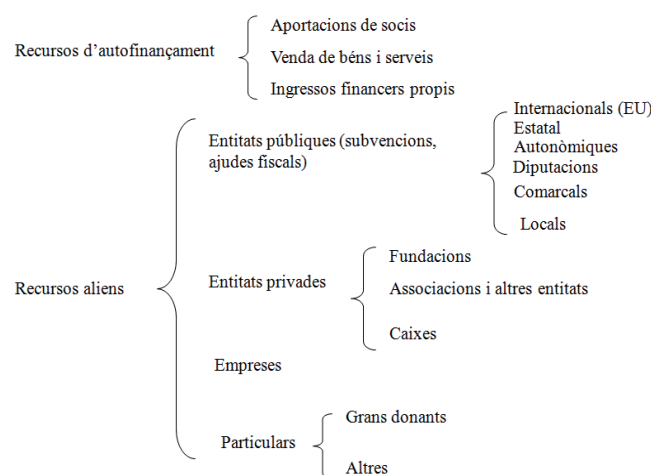 Recursos d’autofinançament
Aportacions de socis
Venda de béns i serveis
Ingressos financers propis
Recursos aliens
Entitats públiques (subvencions,
ajudes fiscals)
Internacionals (EU)
Estatal
Autonòmiques
Diputacions
Comarcals
Locals
Entitats privades
Fundacions
Associacions i altres entitats
Caixes
Empreses
Particulars
Grans donants
Altres